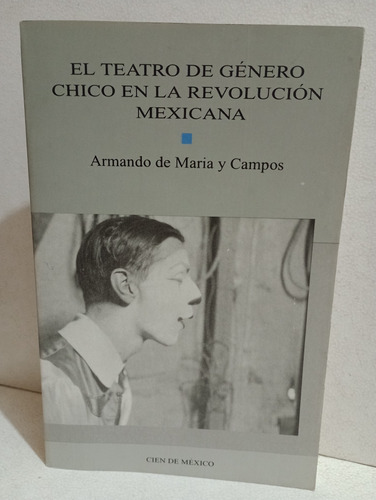 EL TEATRO DE GÉNERO
CHICO EN LA REVOLUCIÓN
MEXICANA
Armando de Maria y Campos
CIEN DE MÉXICO